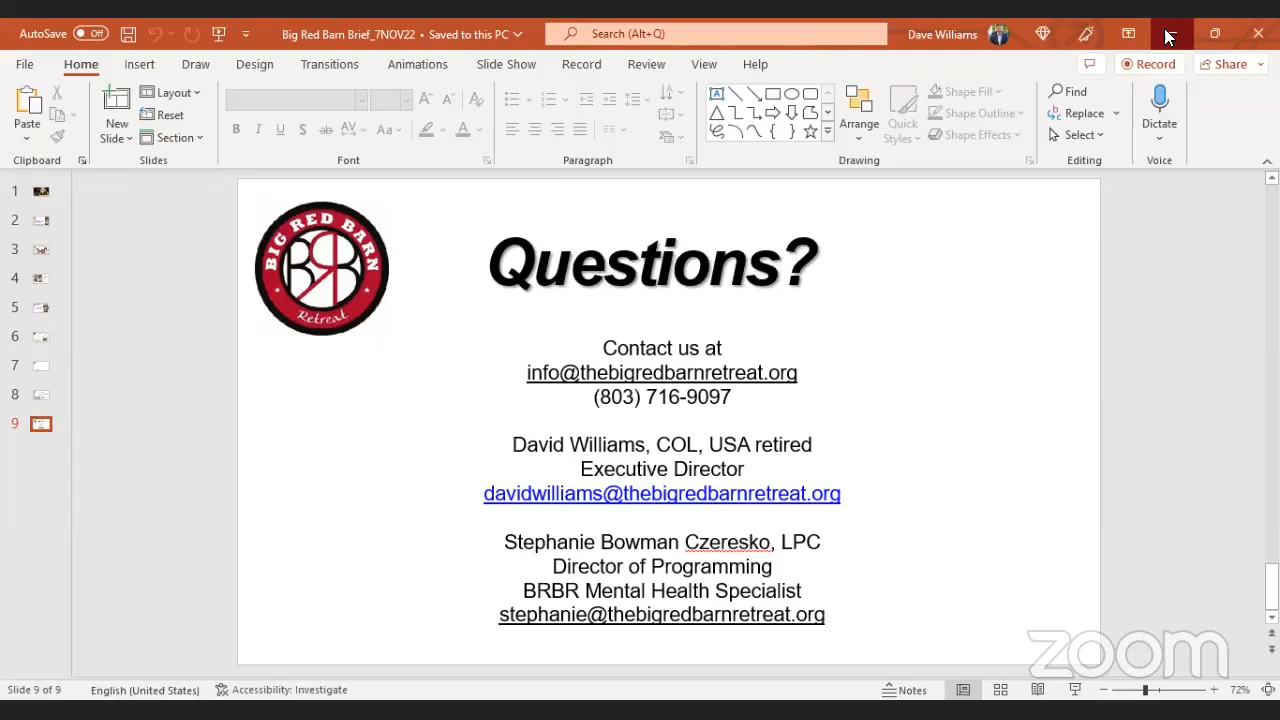 AutoSave Off Big Red Barn Brief_7NOV22 • Saved to this PC Search (Alt+Q) Dave Williams
File Home Insert Draw Design Transitions Animations Slide Show Record Review View Help Record Share
Paste
New
Slide
Layout
Reset
Section
B I U S ab AV Aa A
Arrange
Quick
Styles
Shape Fill
Shape Outline
Shape Effects
Find
Replace
Select
Dictate
Clipboard Slides Font Paragraph Drawing Editing Voice
1
2
3
4
5
6
7
8
9
BIG RED BARN
BRB
Retreat
Questions?
Contact us at
info@thebigredbarnretreat.org
(803) 716-9097
David Williams, COL, USA retired
Executive Director
davidwilliams@thebigredbarnretreat.org
Stephanie Bowman Czeresko, LPC
Director of Programming
BRBR Mental Health Specialist
stephanie@thebigredbarnretreat.org
zoom
Slide 9 of 9 English (United States) Accessibility: Investigate Notes 72%